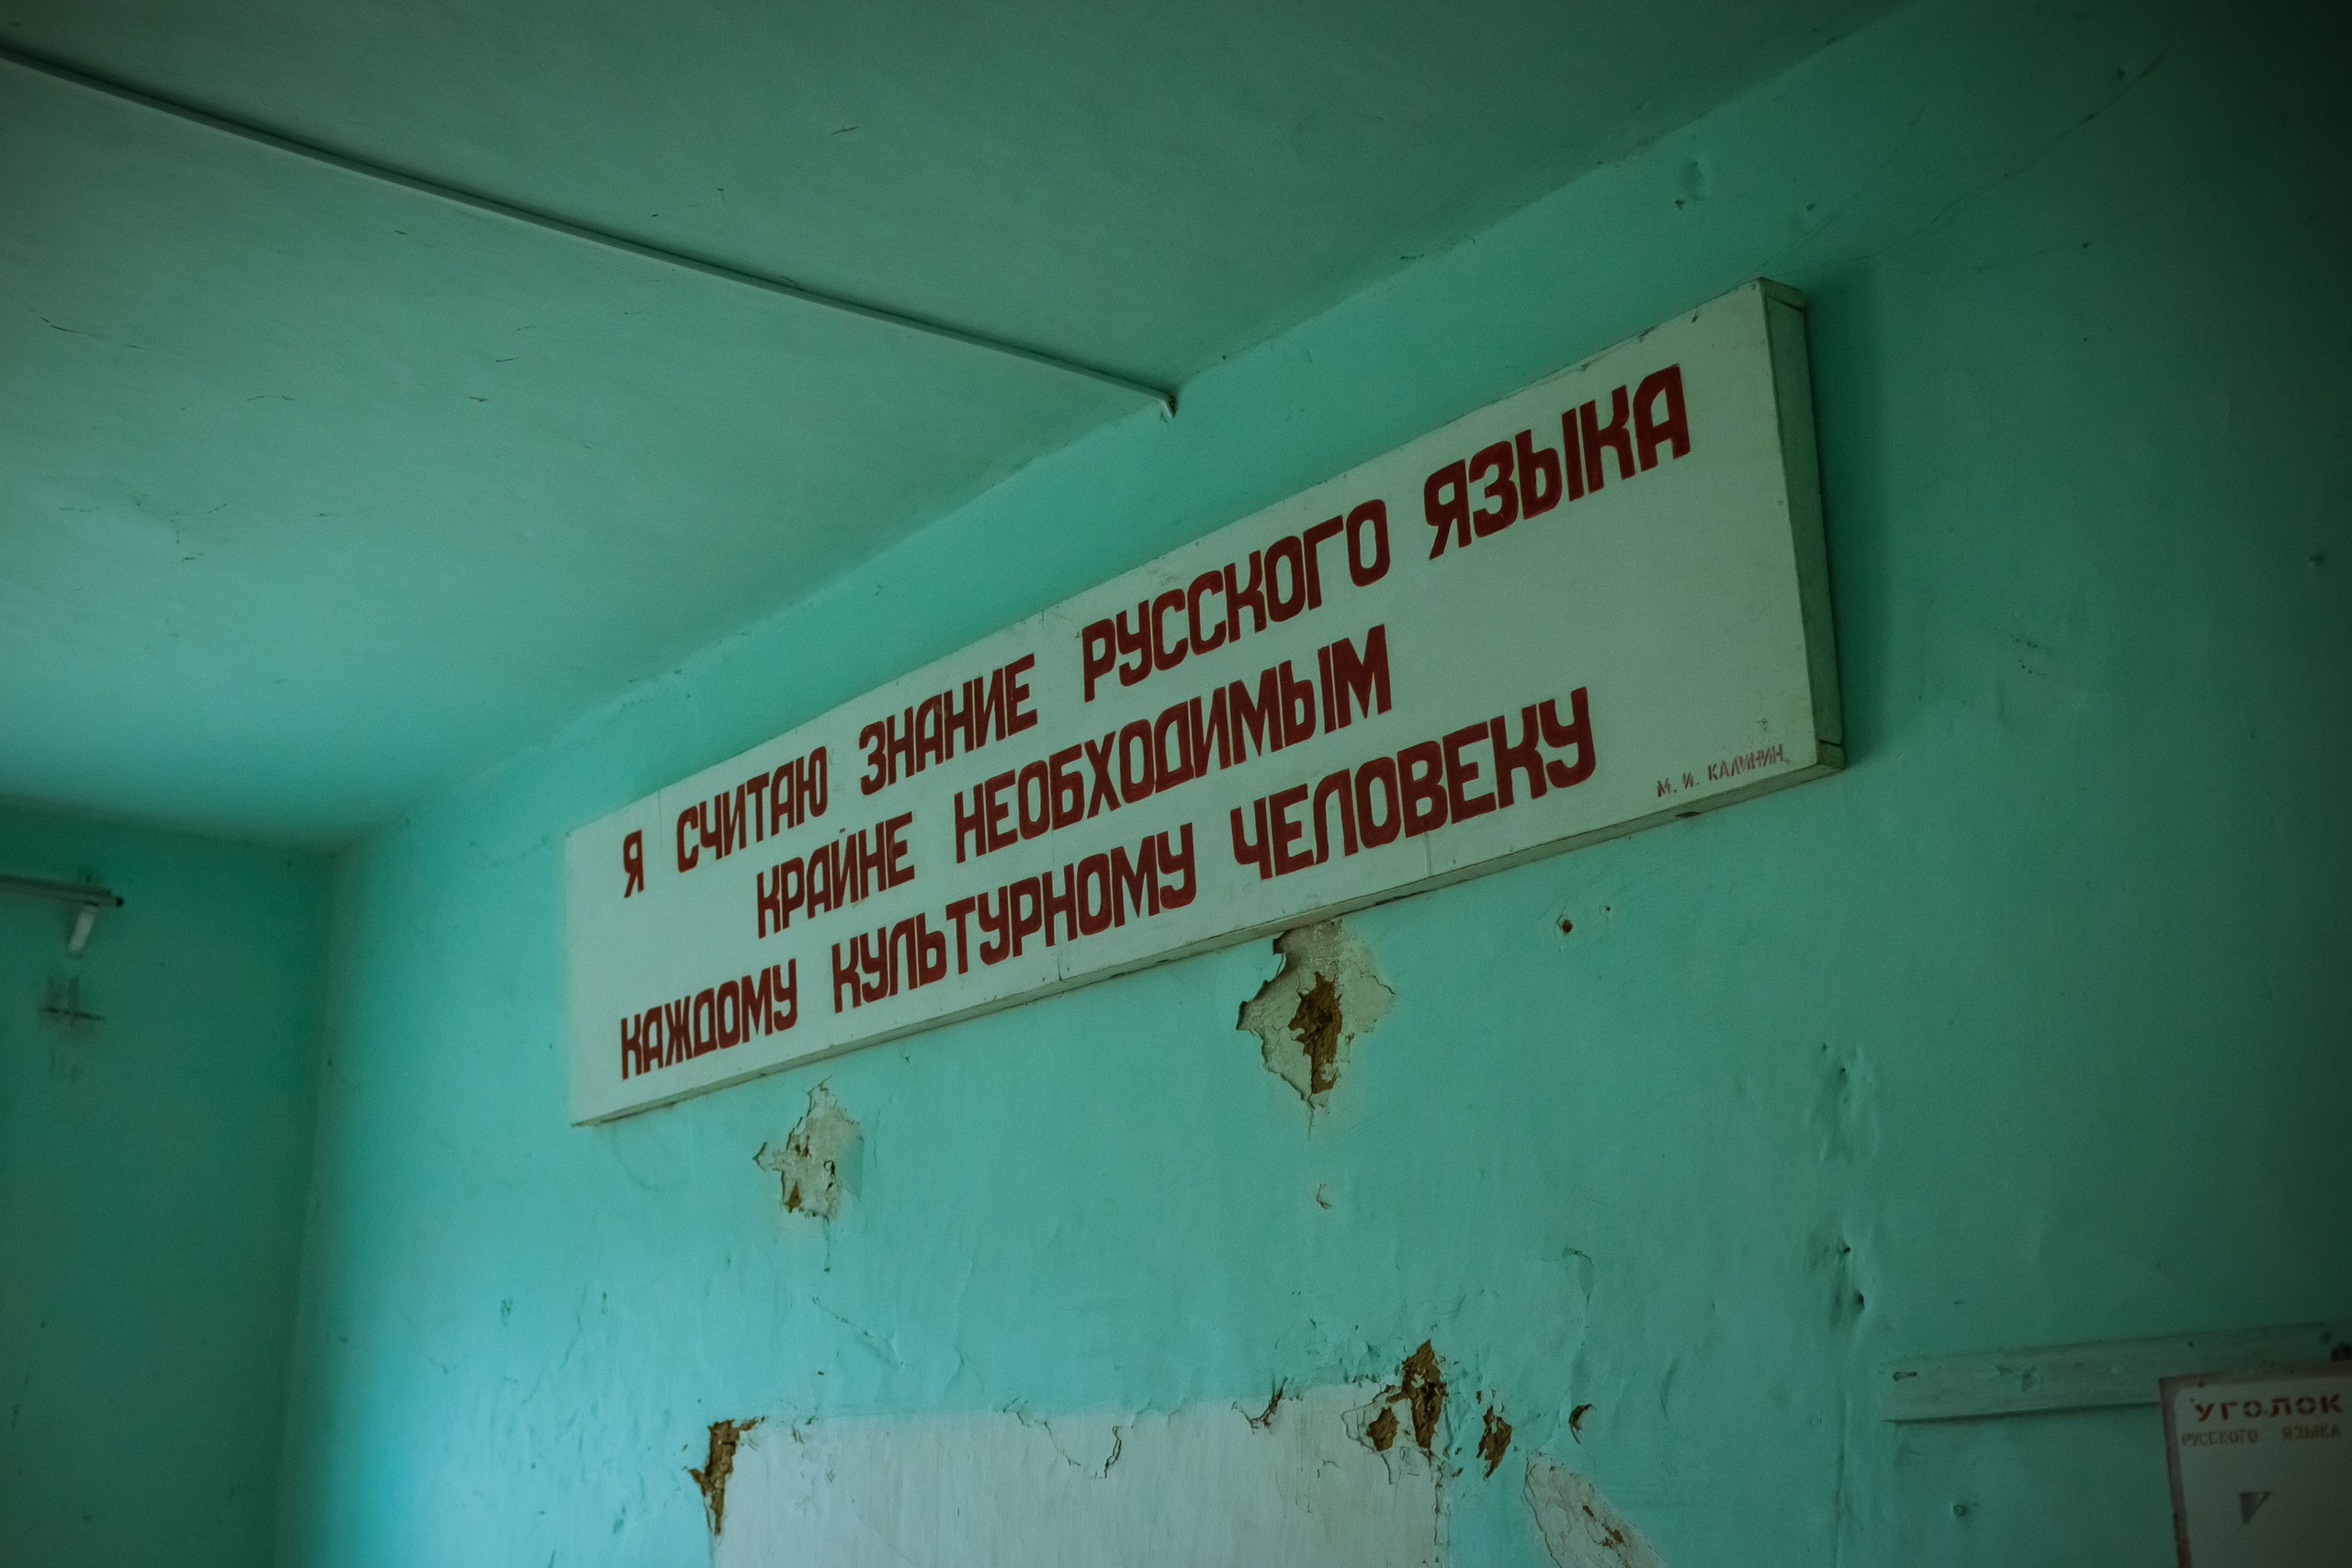 Я СЧИТАЮ ЗНАНИЕ РУССКОГО ЯЗЫКА
КРАЙНЕ НЕОБХОДИМЫМ
КАЖДОМУ КУЛЬТУРНОМУ ЧЕЛОВЕКУ
М. И. КАЛИНИН.
УГОЛОК
РУССКОГО ЯЗЫКА